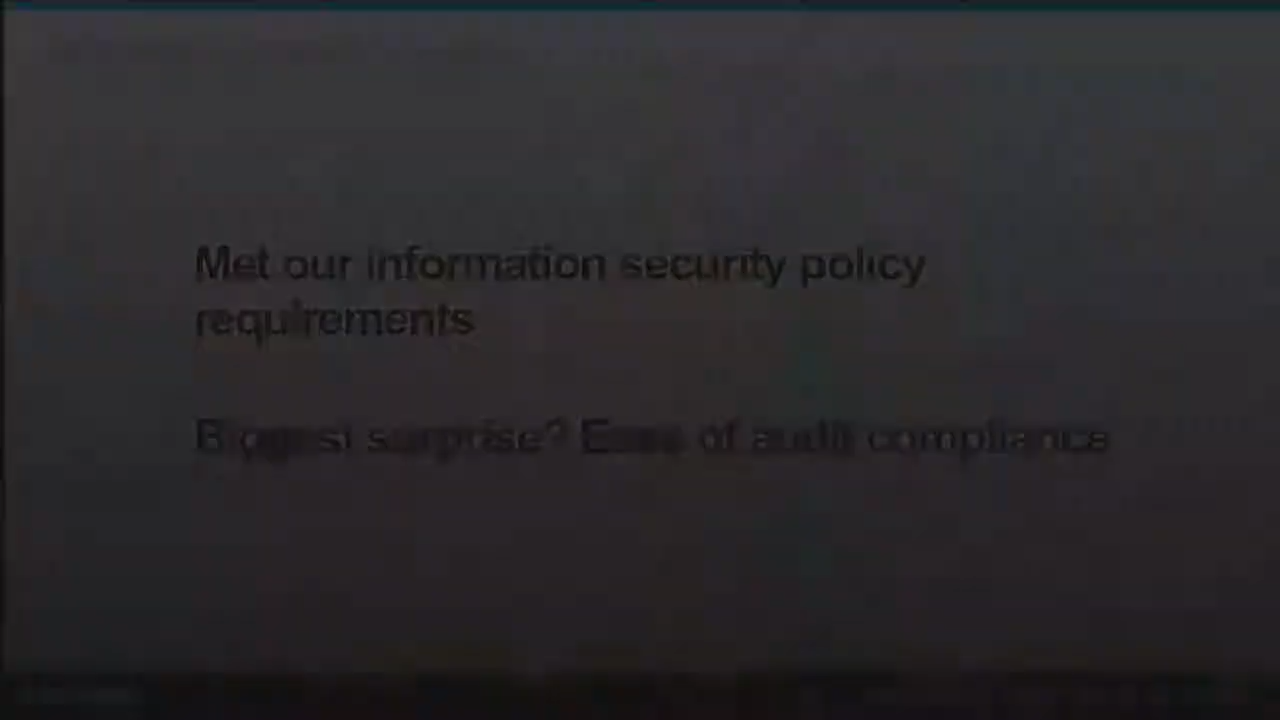 Met our information security policy
requirements
Biggest surprise? Ease of audit compliance